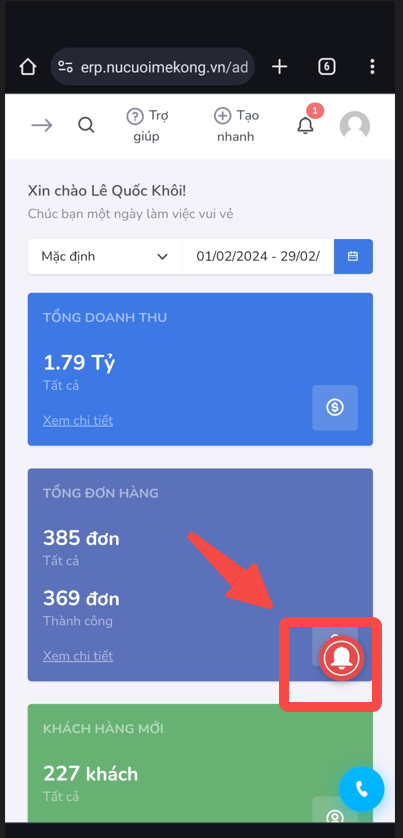 erp.nucuoimekong.vn/ad
6
Trợ
giúp
Tạo
nhanh
1
Xin chào Lê Quốc Khôi!
Chúc bạn một ngày làm việc vui vẻ
Mặc định
01/02/2024 - 29/02/
TỔNG DOANH THU
1.79 Tỷ
Tất cả
Xem chi tiết
TỔNG ĐƠN HÀNG
385 đơn
Tất cả
369 đơn
Thành công
Xem chi tiết
KHÁCH HÀNG MỚI
227 khách
Tất cả